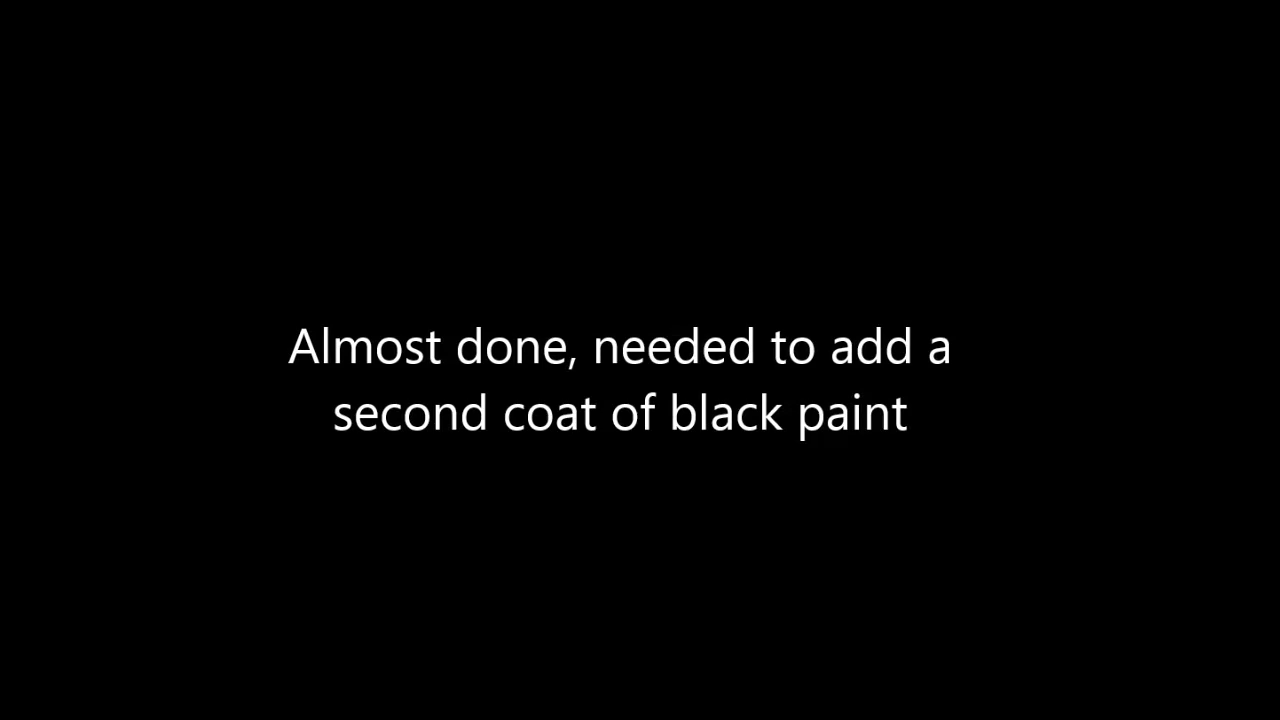 Almost done, needed to add a
second coat of black paint